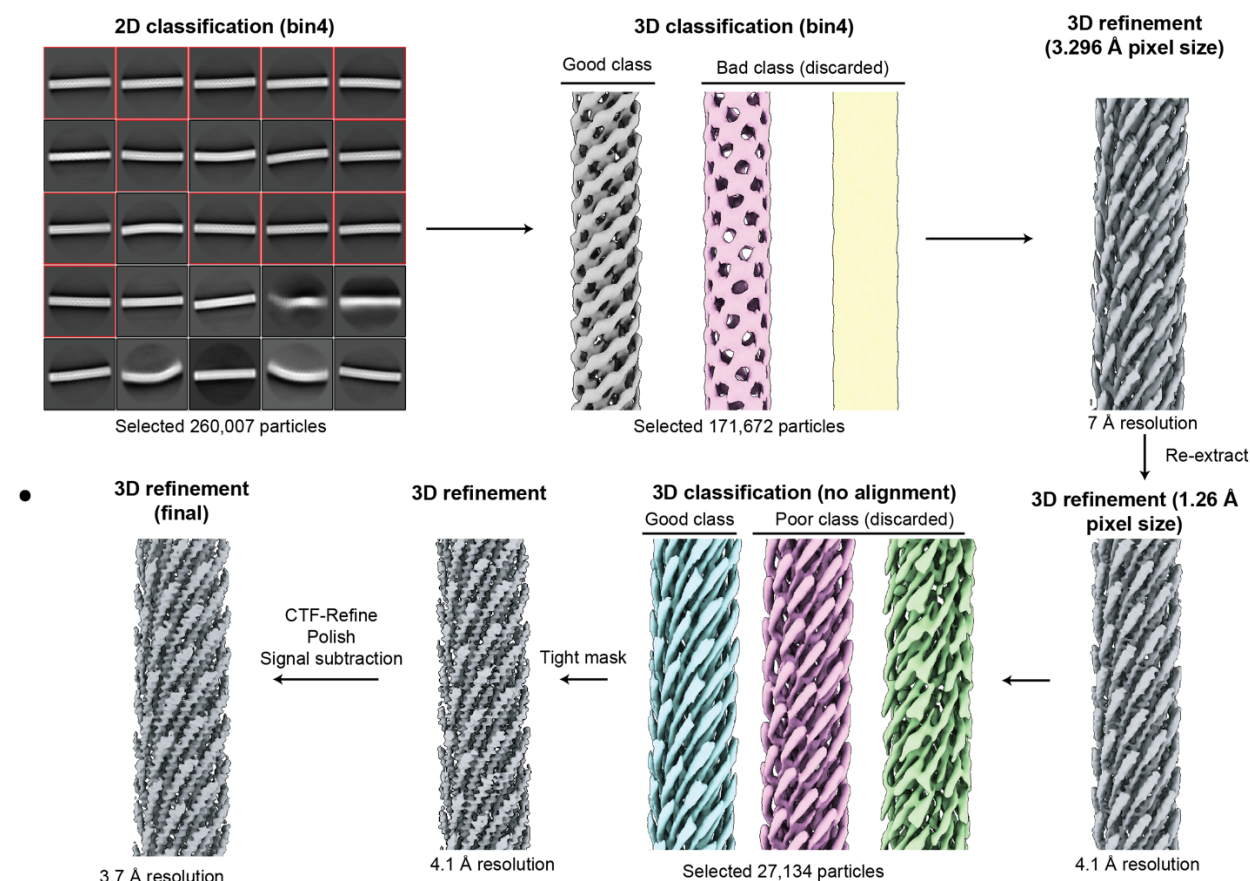 2D classification (bin4)
Selected 260,007 particles
3D classification (bin4)
Good class
Bad class (discarded)
Selected 171,672 particles
3D refinement
(3.296 Å pixel size)
7 Å resolution
Re-extract
3D refinement (1.26 Å
pixel size)
4.1 Å resolution
3D classification (no alignment)
Good class
Poor class (discarded)
Selected 27,134 particles
Tight mask
3D refinement
4.1 Å resolution
CTF-Refine
Polish
Signal subtraction
3D refinement
(final)
3.7 Å resolution